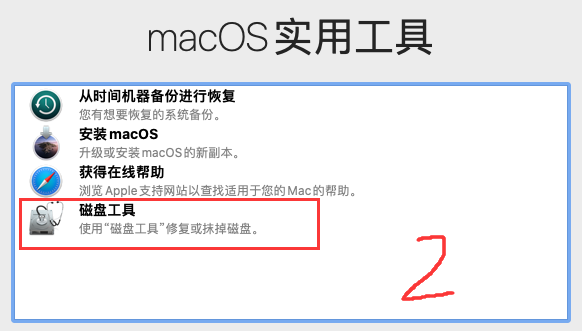 macOS 实用工具
从时间机器备份进行恢复
您有想要恢复的系统备份。
安装 macOS
升级或安装 macOS 的新副本。
获得在线帮助
浏览 Apple 支持网站以查找适用于您的 Mac 的帮助。
磁盘工具
使用“磁盘工具”修复或抹掉磁盘。
2